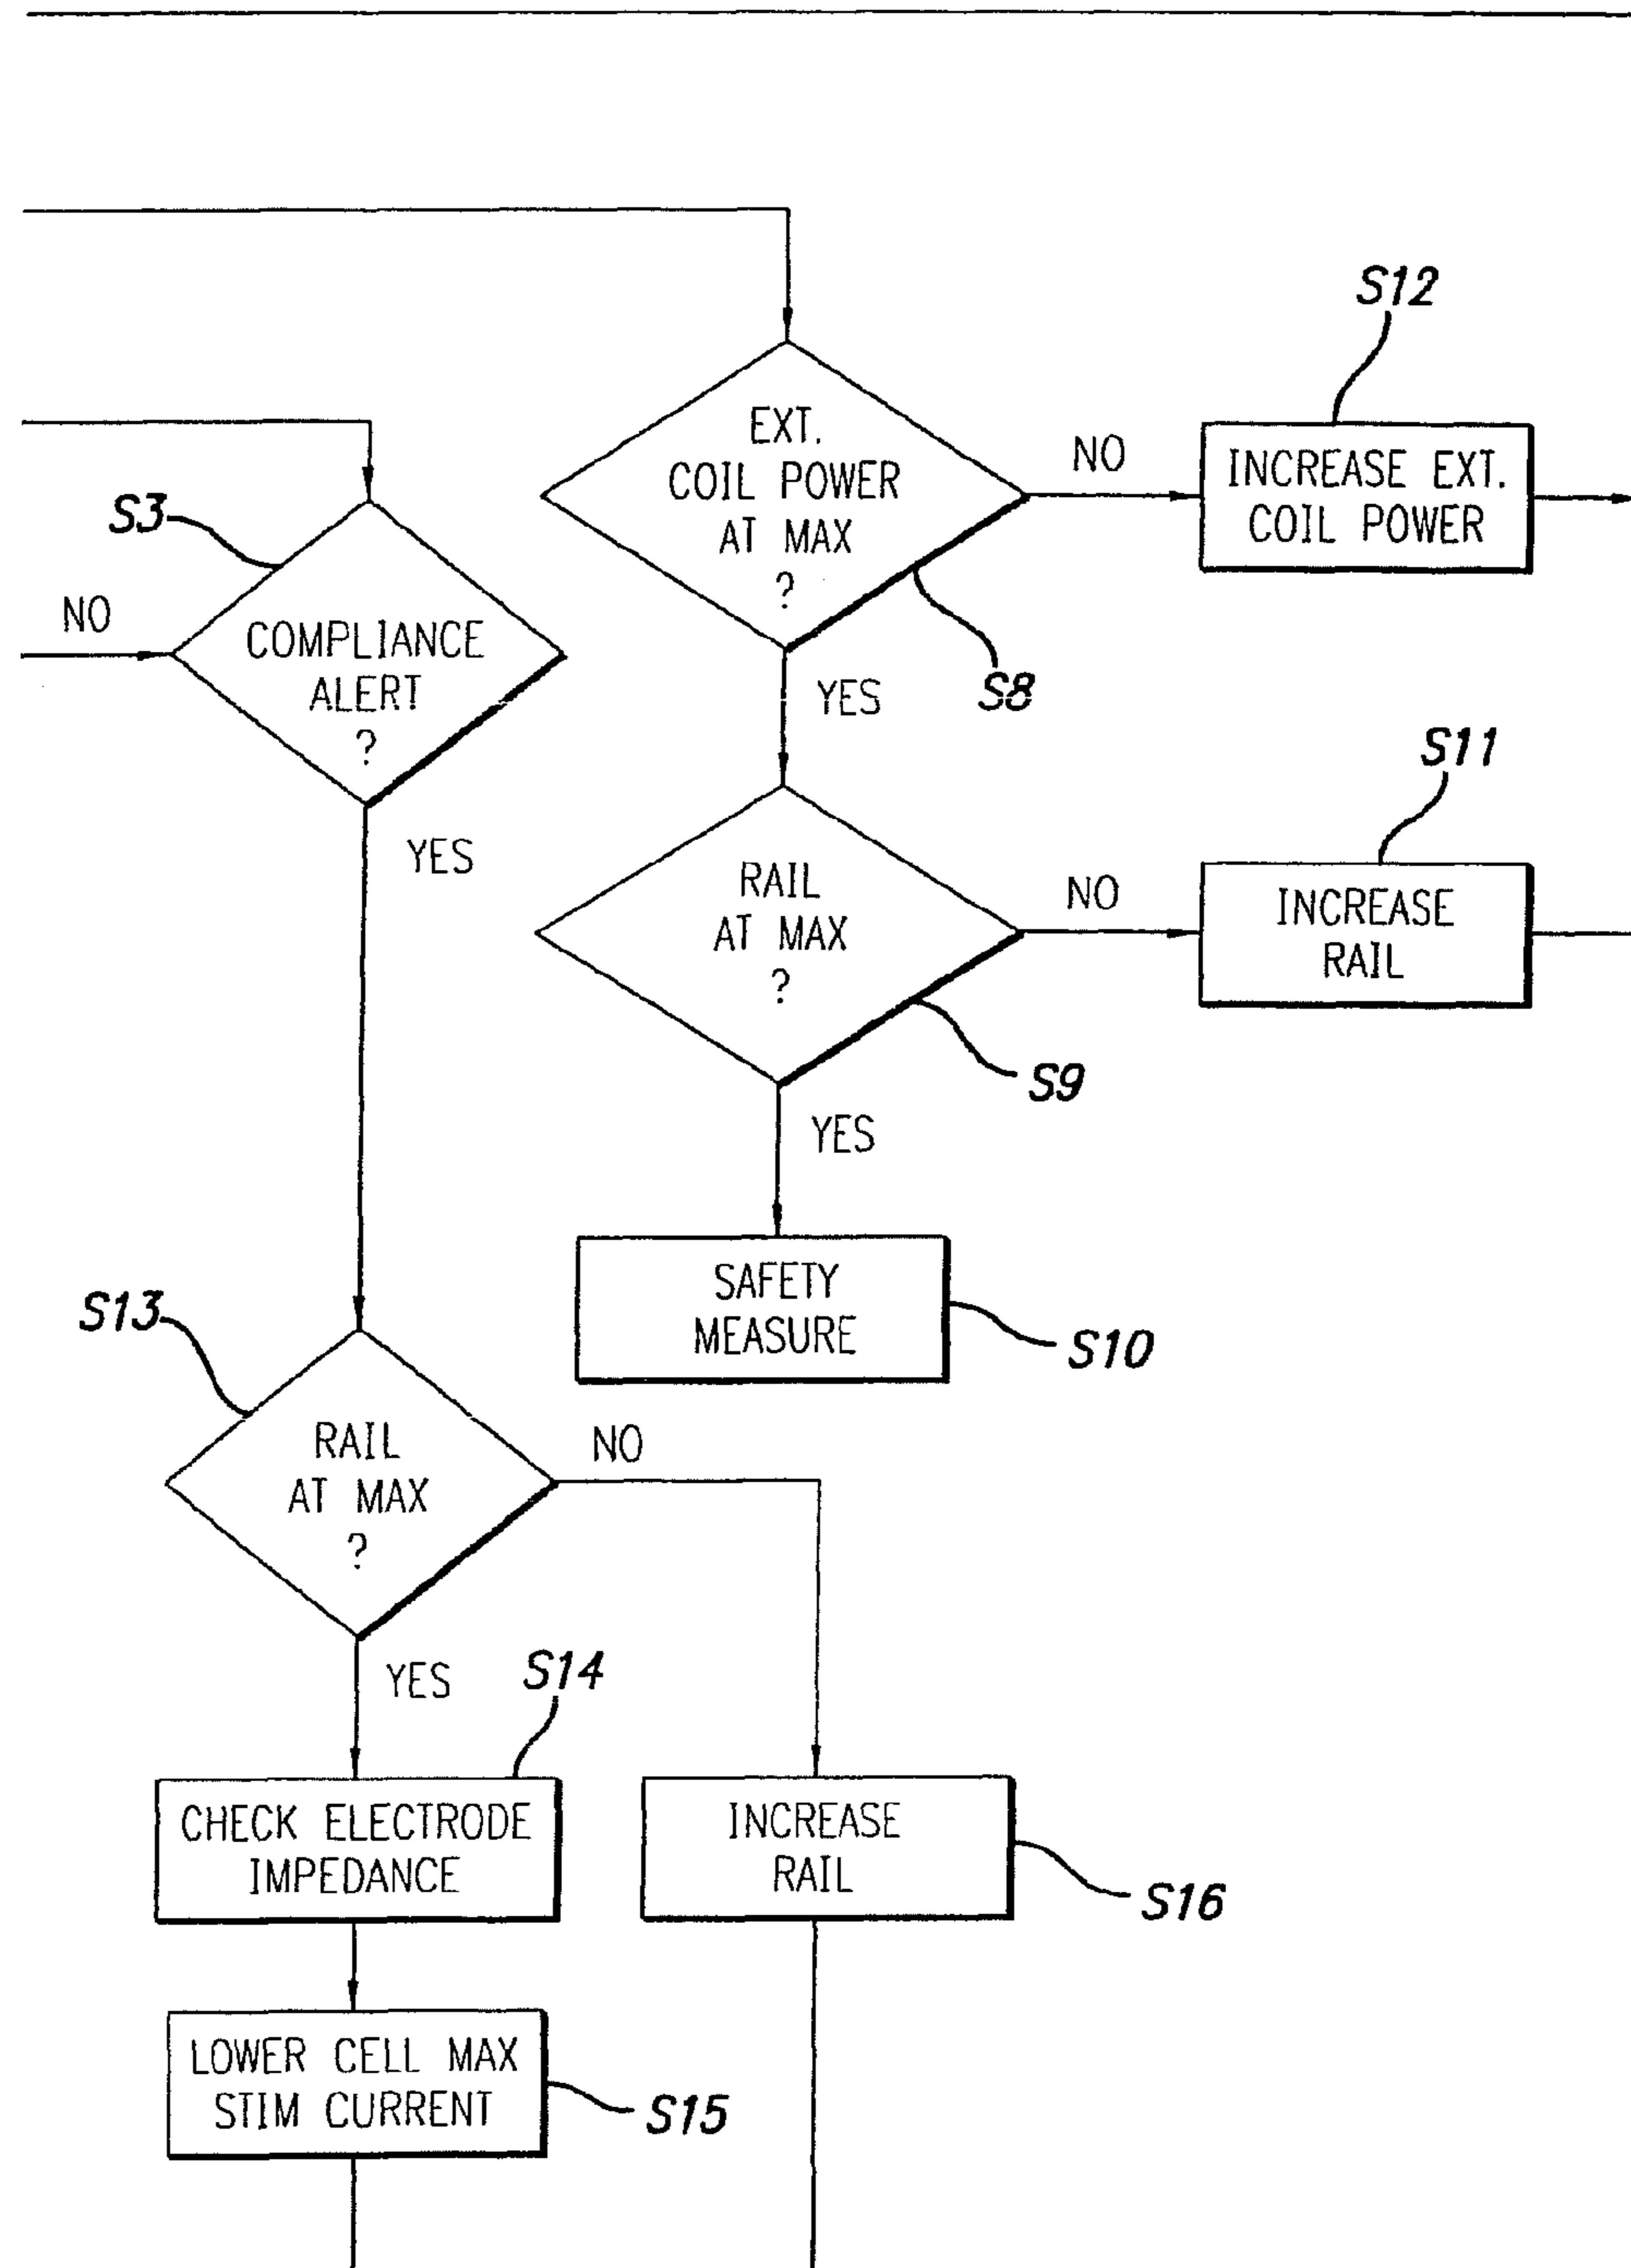 S12
EXT.
COIL POWER
AT MAX
?
NO
INCREASE EXT.
COIL POWER
S3
NO
COMPLIANCE
ALERT
?
S8
YES
YES
S11
RAIL
AT MAX
?
NO
INCREASE
RAIL
S9
YES
SAFETY
MEASURE
S10
S13
RAIL
AT MAX
?
NO
YES
S14
CHECK ELECTRODE
IMPEDANCE
INCREASE
RAIL
S16
LOWER CELL MAX
STIM CURRENT
S15